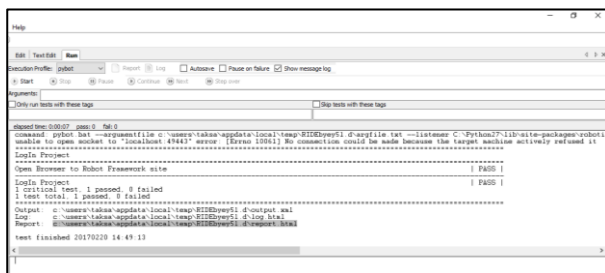 Help
Edit Text Edit Run
Execution Profile: pybot Report Log Autosave Pause on failure Show message log
Start Stop Pause Continue Next Step over
Arguments:
Only run tests with these tags Skip tests with these tags
elapsed time: 0:00:07 pass: 0 fail: 0
command: pybot.bat --argumentfile c:\users\taksa\appdata\local\temp\RIDEbyey51.d\argfile.txt --listener C:\Python27\lib\site-packages\roboti
unable to open socket to "localhost:49443" error: [Errno 10061] No connection could be made because the target machine actively refused it
==============================================================================
LogIn Project
==============================================================================
Open Browser to Robot Framework site | PASS |
------------------------------------------------------------------------------
LogIn Project | PASS |
1 critical test, 1 passed, 0 failed
1 test total, 1 passed, 0 failed
==============================================================================
Output: c:\users\taksa\appdata\local\temp\RIDEbyey51.d\output.xml
Log: c:\users\taksa\appdata\local\temp\RIDEbyey51.d\log.html
Report: c:\users\taksa\appdata\local\temp\RIDEbyey51.d\report.html
test finished 20170220 14:49:13